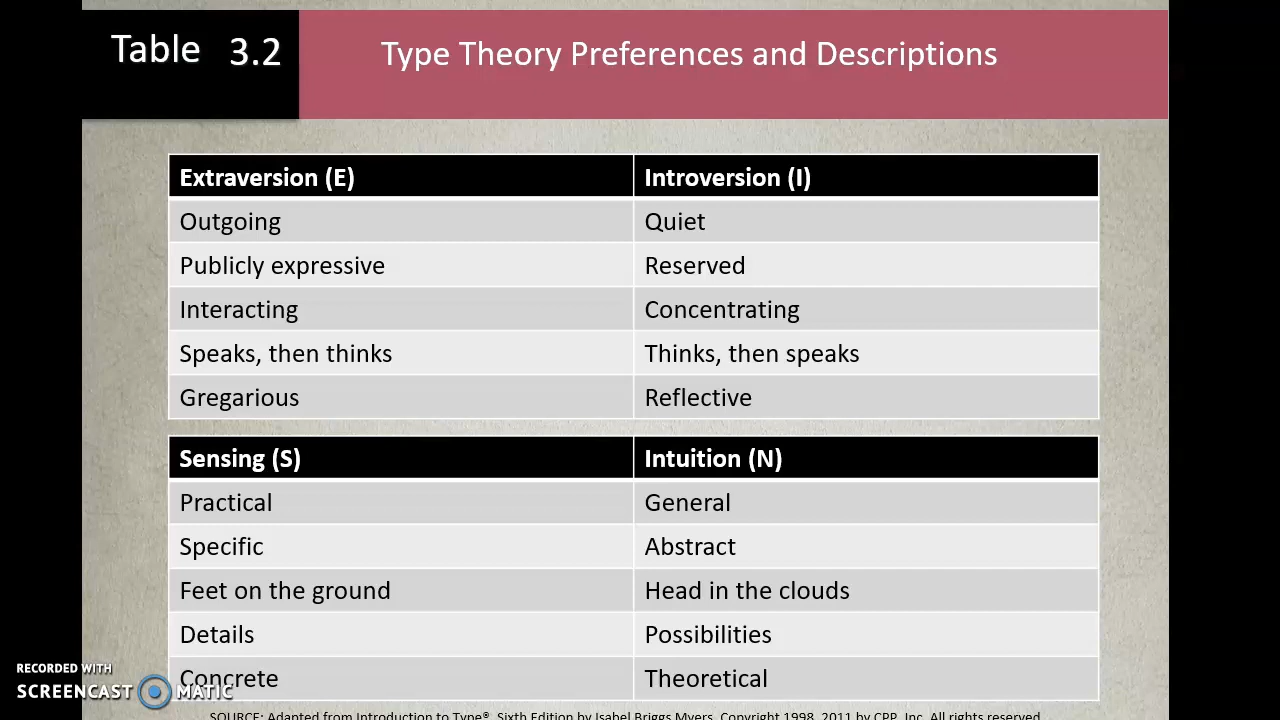 Table 3.2 Type Theory Preferences and Descriptions
Extraversion (E) Introversion (I)
Outgoing Quiet
Publicly expressive Reserved
Interacting Concentrating
Speaks, then thinks Thinks, then speaks
Gregarious Reflective
Sensing (S) Intuition (N)
Practical General
Specific Abstract
Feet on the ground Head in the clouds
Details Possibilities
Concrete Theoretical
RECORDED WITH
SCREENCAST MATIC
SOURCE: Adapted from Introduction to Type®, Sixth Edition by Isabel Briggs Myers. Copyright 1998, 2011 by CPP, Inc. All rights reserved.